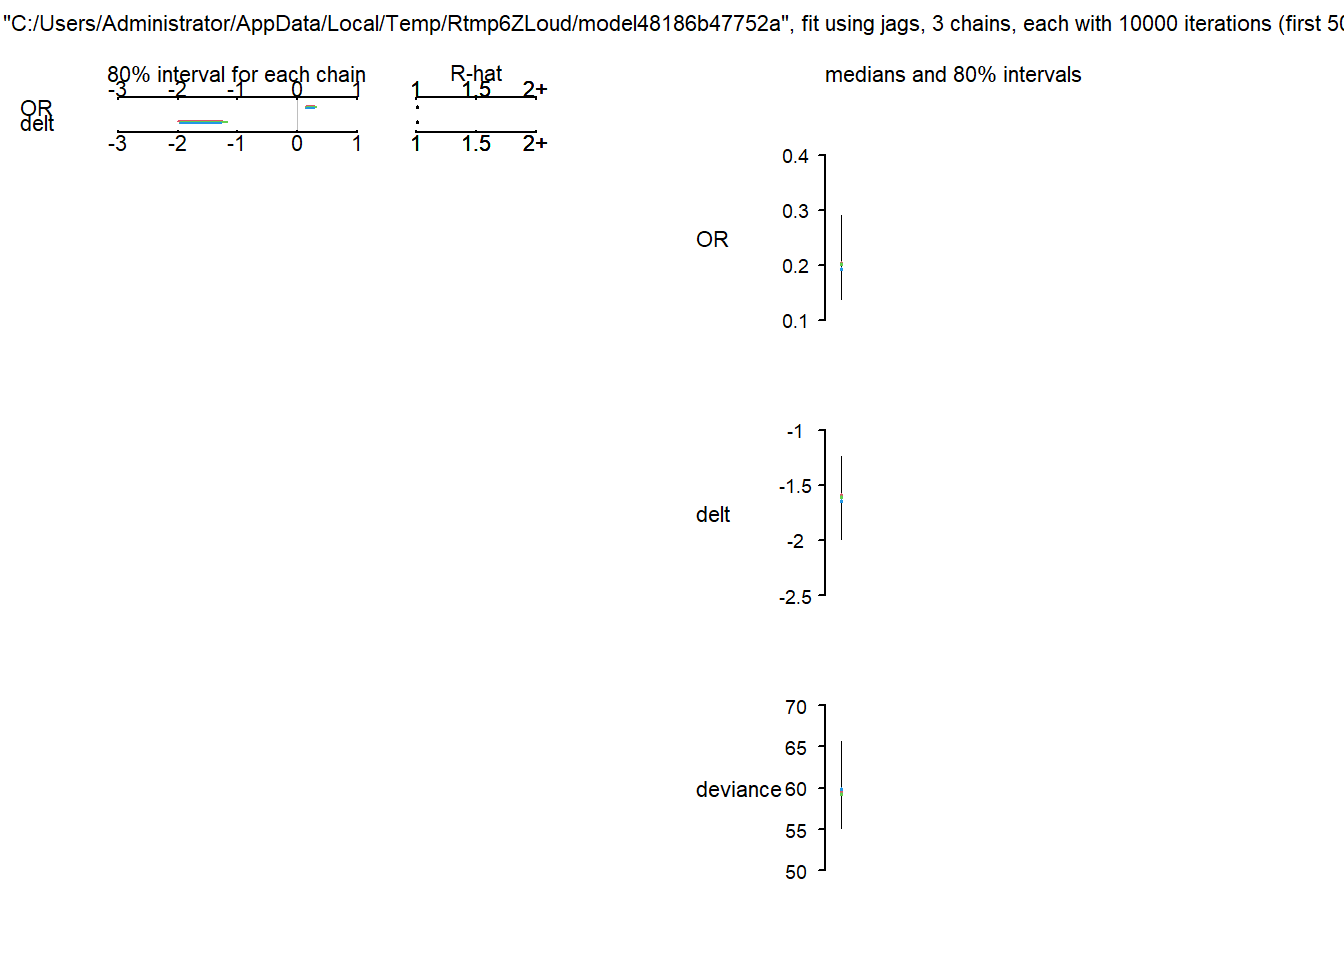 "C:/Users/Administrator/AppData/Local/Temp/Rtmp6ZLoud/model48186b47752a", fit using jags, 3 chains, each with 10000 iterations (first 50
80% interval for each chain R-hat
-3 -2 -1 0 1 1 1.5 2+
OR
delt
-3 -2 -1 0 1 1 1.5 2+
medians and 80% intervals
0.4
0.3
OR
0.2
0.1
-1
-1.5
delt
-2
-2.5
70
65
deviance 60
55
50